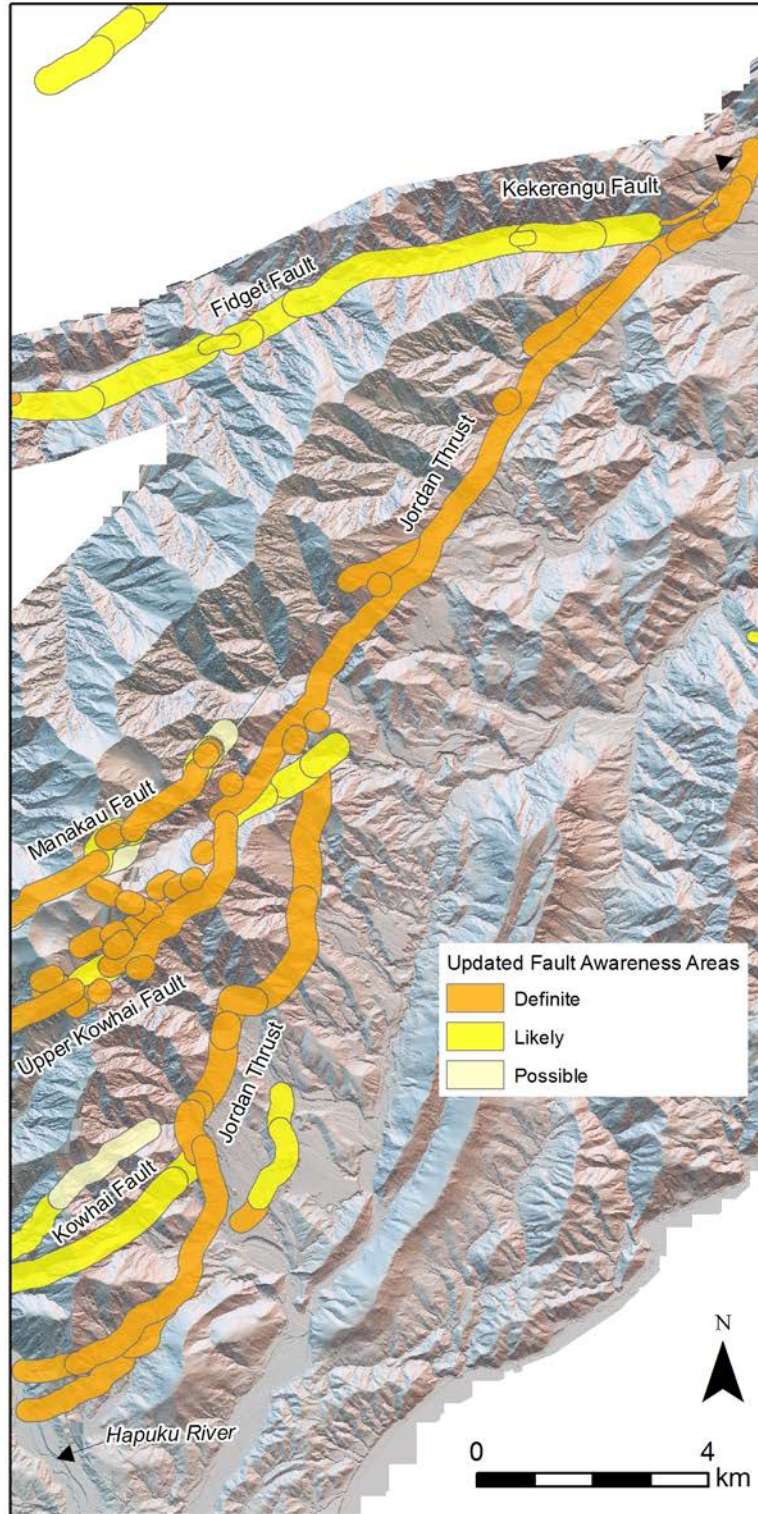 Kekerengu Fault
Fidget Fault
Jordan Thrust
Manakau Fault
Upper Kowhai Fault
Updated Fault Awareness Areas
Definite
Likely
Possible
Jordan Thrust
Kowhai Fault
Hapuku River
N
0 4
km